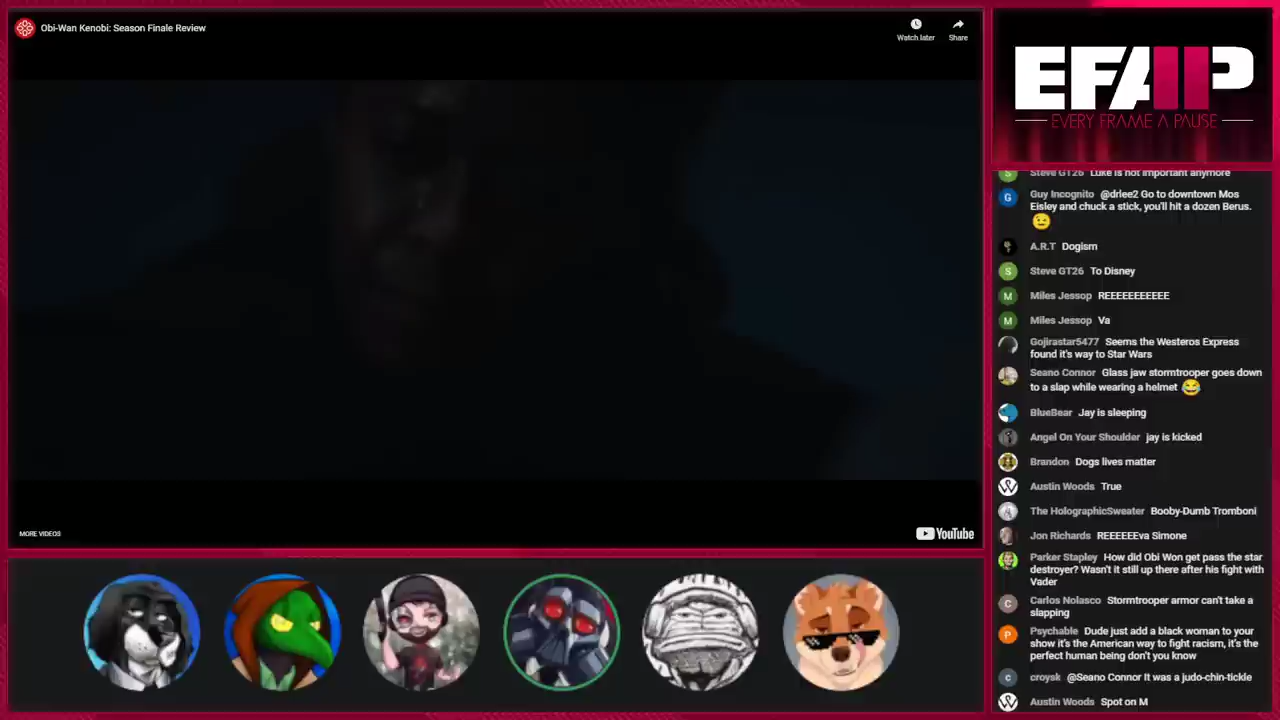 Obi-Wan Kenobi: Season Finale Review
Watch later
Share
MORE VIDEOS
YouTube
EFAP
EVERY FRAME A PAUSE
Steve GT26 Luke is not important anymore
Guy Incognito @drlee2 Go to downtown Mos
Eisley and chuck a stick, you'll hit a dozen Berus.
A.R.T Dogism
Steve GT26 To Disney
Miles Jessop REEEEEEEEEEE
Miles Jessop Va
Gojirastar5477 Seems the Westeros Express
found it's way to Star Wars
Seano Connor Glass jaw stormtrooper goes down
to a slap while wearing a helmet
BlueBear Jay is sleeping
Angel On Your Shoulder jay is kicked
Brandon Dogs lives matter
Austin Woods True
The HolographicSweater Booby-Dumb Tromboni
Jon Richards REEEEEEva Simone
Parker Stapley How did Obi Won get pass the star
destroyer? Wasn't it still up there after his fight with
Vader
Carlos Nolasco Stormtrooper armor can't take a
slapping
Psychable Dude just add a black woman to your
show it's the American way to fight racism, it's the
perfect human being don't you know
croysk @Seano Connor It was a judo-chin-tickle
Austin Woods Spot on M